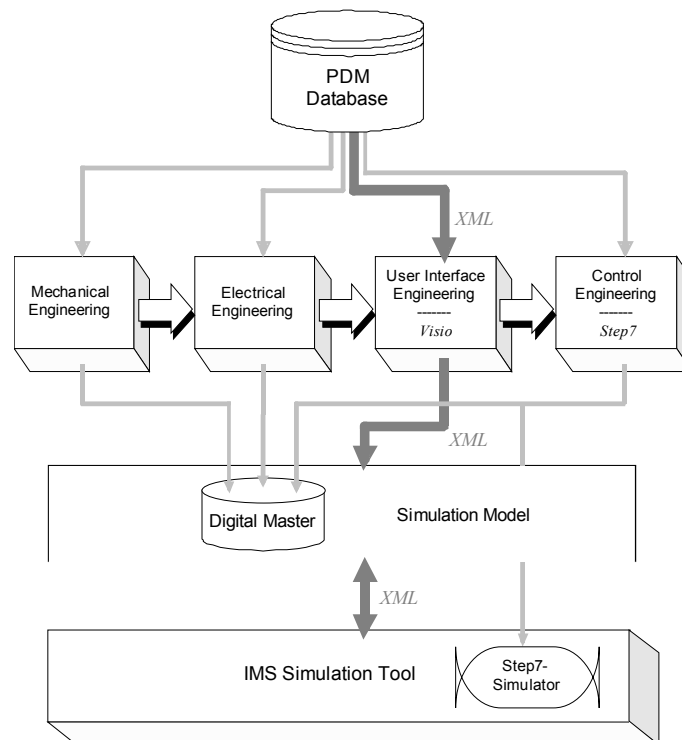 PDM
Database
XML
Mechanical
Engineering
Electrical
Engineering
User Interface
Engineering
-------
Visio
Control
Engineering
-------
Step7
XML
Digital Master
Simulation Model
XML
IMS Simulation Tool
Step7-
Simulator